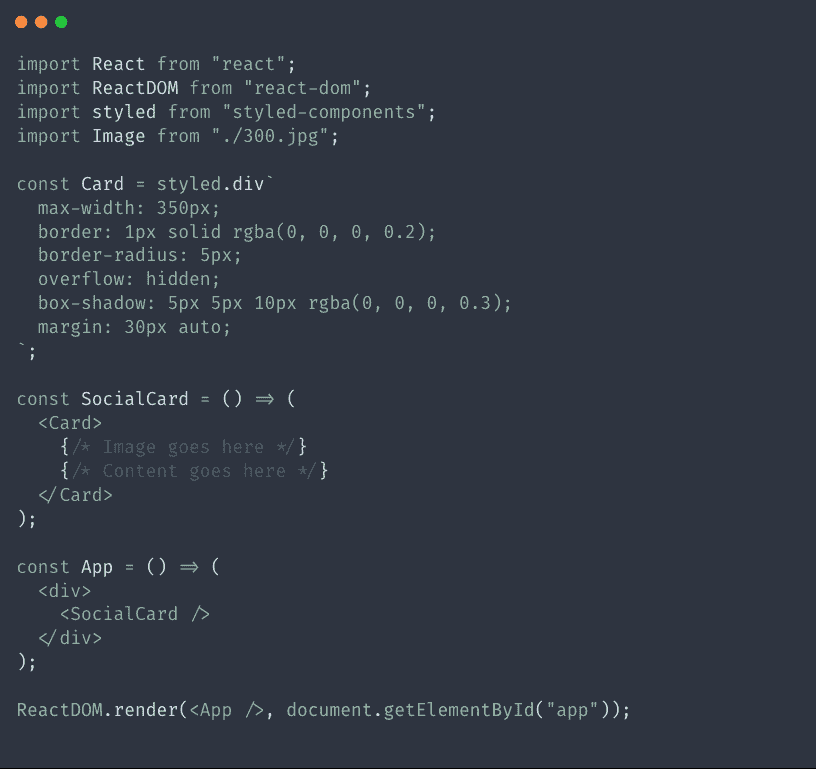 import React from "react";
import ReactDOM from "react-dom";
import styled from "styled-components";
import Image from "./300.jpg";

const Card = styled.div`
  max-width: 350px;
  border: 1px solid rgba(0, 0, 0, 0.2);
  border-radius: 5px;
  overflow: hidden;
  box-shadow: 5px 5px 10px rgba(0, 0, 0, 0.3);
  margin: 30px auto;
`;

const SocialCard = () => (
  <Card>
    {/* Image goes here */}
    {/* Content goes here */}
  </Card>
);

const App = () => (
  <div>
    <SocialCard />
  </div>
);

ReactDOM.render(<App />, document.getElementById("app"));